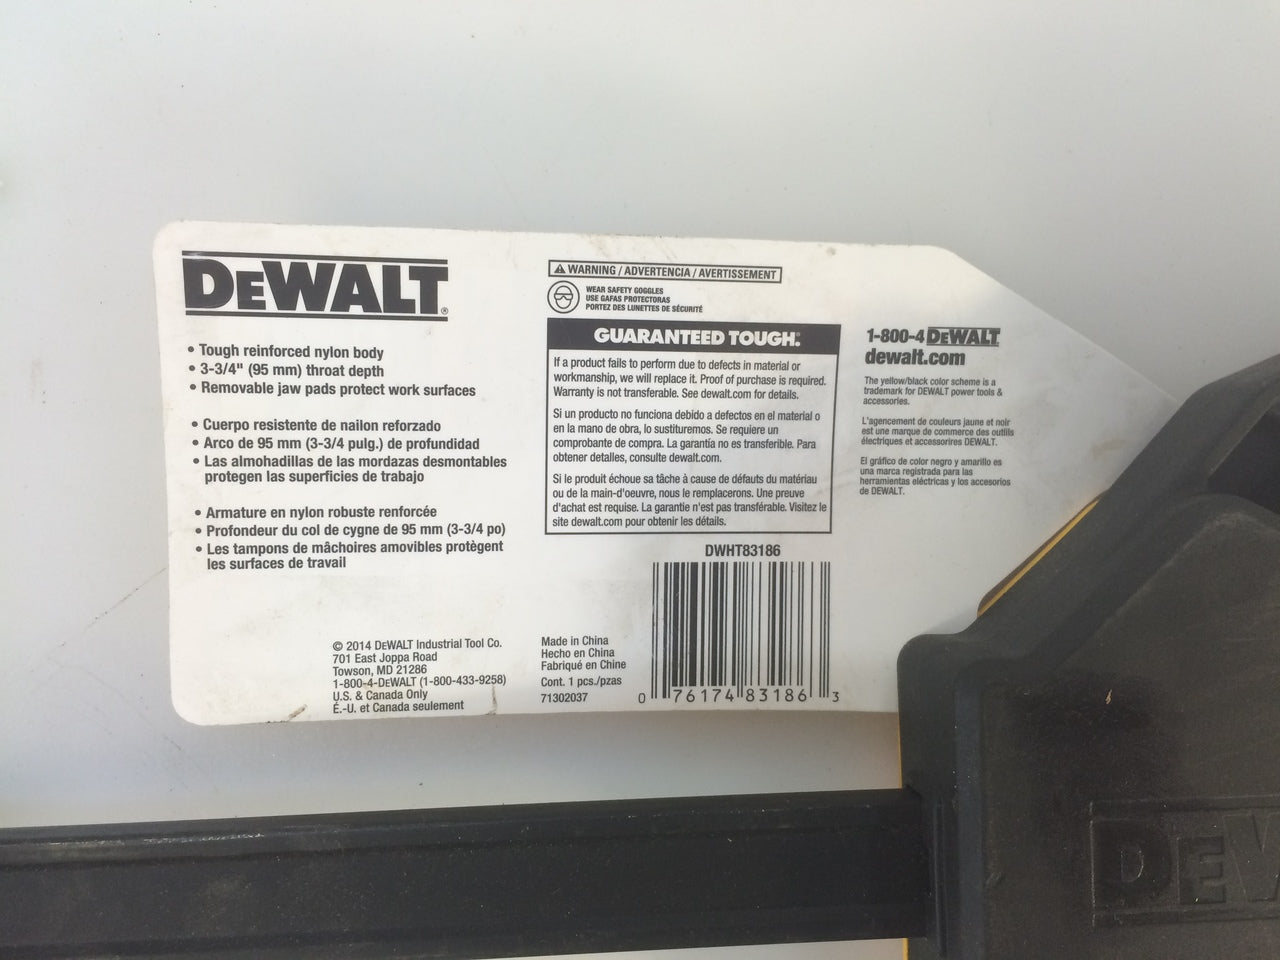 DEWALT®
• Tough reinforced nylon body
• 3-3/4" (95 mm) throat depth
• Removable jaw pads protect work surfaces
• Cuerpo resistente de nailon reforzado
• Arco de 95 mm (3-3/4 pulg.) de profundidad
• Las almohadillas de las mordazas desmontables
protegen las superficies de trabajo
• Armature en nylon robuste renforcée
• Profondeur du col de cygne de 95 mm (3-3/4 po)
• Les tampons de mâchoires amovibles protègent
les surfaces de travail
© 2014 DEWALT Industrial Tool Co.
701 East Joppa Road
Towson, MD 21286
1-800-4-DEWALT (1-800-433-9258)
U.S. & Canada Only
É.-U. et Canada seulement
⚠ WARNING / ADVERTENCIA / AVERTISSEMENT
WEAR SAFETY GOGGLES
USE GAFAS PROTECTORAS
PORTEZ DES LUNETTES DE SÉCURITÉ
GUARANTEED TOUGH.®
If a product fails to perform due to defects in material or
workmanship, we will replace it. Proof of purchase is required.
Warranty is not transferable. See dewalt.com for details.
Si un producto no funciona debido a defectos en el material o
en la mano de obra, lo sustituiremos. Se requiere un
comprobante de compra. La garantía no es transferible. Para
obtener detalles, consulte dewalt.com.
Si le produit échoue sa tâche à cause de défauts du matériau
ou de la main-d'oeuvre, nous le remplacerons. Une preuve
d'achat est requise. La garantie n'est pas transférable. Visitez le
site dewalt.com pour obtenir les détails.
DWHT83186
Made in China
Hecho en China
Fabriqué en Chine
Cont. 1 pcs./pzas
71302037
0 76174 83186 3
1-800-4 DEWALT
dewalt.com
The yellow/black color scheme is a
trademark for DEWALT power tools &
accessories.
L'agencement de couleurs jaune et noir
est une marque de commerce des outils
électriques et accessoires DEWALT.
El gráfico de color negro y amarillo es
una marca registrada para las
herramientas eléctricas y los accesorios
de DEWALT.
DEW